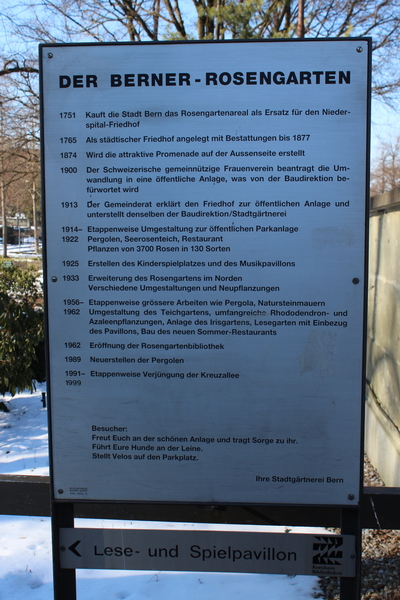 DER BERNER-ROSENGARTEN
1751 Kauft die Stadt Bern das Rosengartenareal als Ersatz für den Nieder-
spital-Friedhof
1765 Als städtischer Friedhof angelegt mit Bestattungen bis 1877
1874 Wird die attraktive Promenade auf der Aussenseite erstellt
1900 Der Schweizerische gemeinnützige Frauenverein beantragt die Um-
wandlung in eine öffentliche Anlage, was von der Baudirektion be-
fürwortet wird
1913 Der Gemeinderat erklärt den Friedhof zur öffentlichen Anlage und
unterstellt denselben der Baudirektion/Stadtgärtnerei
1914– Etappenweise Umgestaltung zur öffentlichen Parkanlage
1922 Pergolen, Seerosenteich, Restaurant
Pflanzen von 3700 Rosen in 130 Sorten
1925 Erstellen des Kinderspielplatzes und des Musikpavillons
1933 Erweiterung des Rosengartens im Norden
Verschiedene Umgestaltungen und Neupflanzungen
1956– Etappenweise grössere Arbeiten wie Pergola, Natursteinmauern
1962 Umgestaltung des Teichgartens, umfangreiche Rhododendron- und
Azaleenpflanzungen, Anlage des Irisgartens, Lesegarten mit Einbezug
des Pavillons, Bau des neuen Sommer-Restaurants
1962 Eröffnung der Rosengartenbibliothek
1989 Neuerstellen der Pergolen
1991– Etappenweise Verjüngung der Kreuzallee
1999
Besucher:
Freut Euch an der schönen Anlage und tragt Sorge zu ihr.
Führt Eure Hunde an der Leine.
Stellt Velos auf den Parkplatz.
Ihre Stadtgärtnerei Bern
Lese- und Spielpavillon